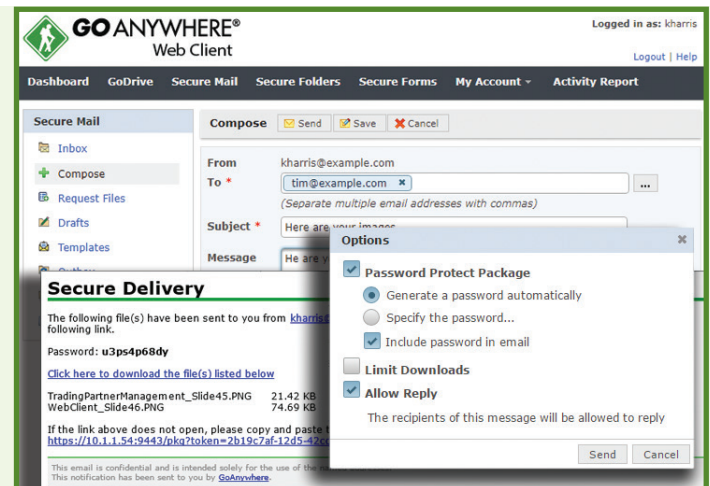 GO ANYWHERE®
Web Client
Logged in as: kharris
Logout | Help
Dashboard GoDrive Secure Mail Secure Folders Secure Forms My Account Activity Report
Secure Mail
Inbox
Compose
Request Files
Drafts
Templates
Compose Send Save Cancel
From kharris@example.com
To * tim@example.com × ...
(Separate multiple email addresses with commas)
Subject * Here are your images
Message He are
Options ×
Password Protect Package
Generate a password automatically
Specify the password...
Include password in email
Limit Downloads
Allow Reply
The recipients of this message will be allowed to reply
Send Cancel
Secure Delivery
The following file(s) have been sent to you from
following link.
Password: u3ps4p68dy
Click here to download the file(s) listed below
TradingPartnerManagement_Slide45.PNG 21.42 KB
WebClient_Slide46.PNG 74.69 KB
If the link above does not open, please copy and paste
https://10.1.1.54:9443/pkg?token=2b19c7af-12d5-42c
This email is confidential and is intended solely for the use of the
This notification has been sent to you by GoAnywhere.